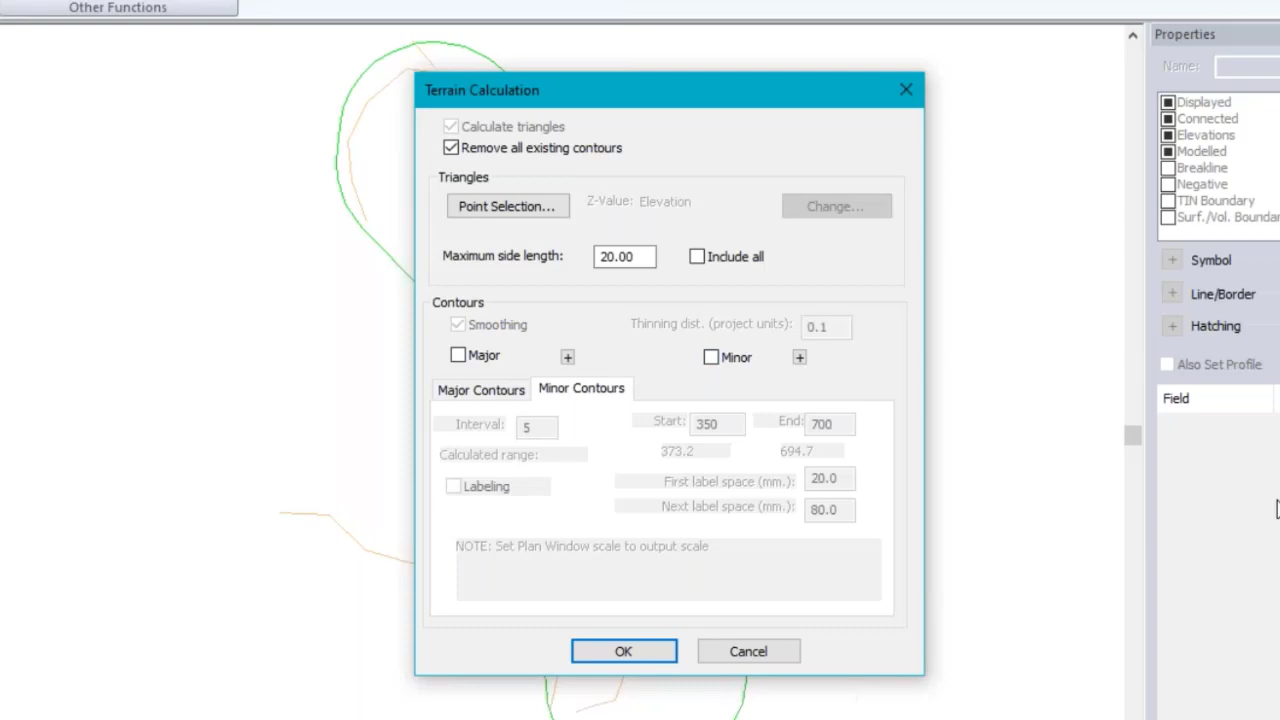 Other Functions
Properties
Name:
Displayed
Connected
Elevations
Modelled
Breakline
Negative
TIN Boundary
Surf./Vol. Bounda
Symbol
Line/Border
Hatching
Also Set Profile
Field
Terrain Calculation
Calculate triangles
Remove all existing contours
Triangles
Point Selection... Z-Value: Elevation Change...
Maximum side length: 20.00 Include all
Contours
Smoothing Thinning dist. (project units): 0.1
Major + Minor +
Major Contours Minor Contours
Interval: 5 Start: 350 End: 700
Calculated range: 373.2 694.7
Labeling First label space (mm.): 20.0
Next label space (mm.): 80.0
NOTE: Set Plan Window scale to output scale
OK Cancel